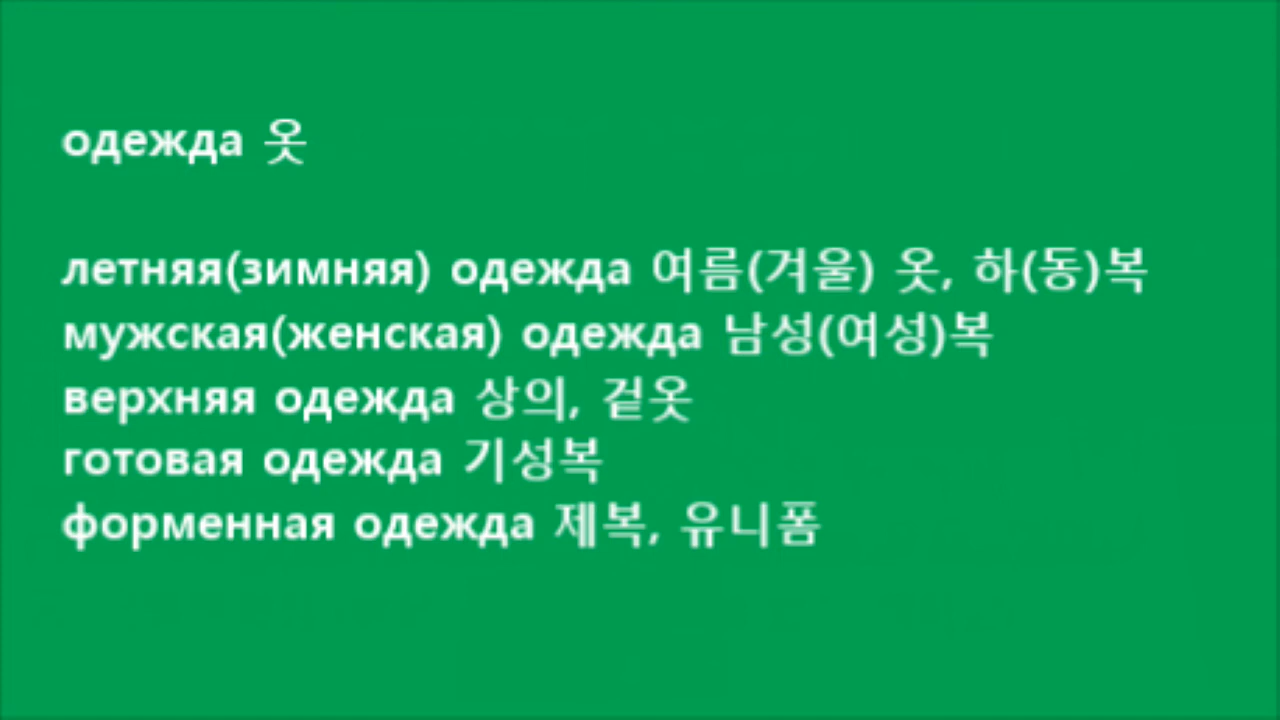 одежда 옷
летняя(зимняя) одежда 여름(겨울) 옷, 하(동)복
мужская(женская) одежда 남성(여성)복
верхняя одежда 상의, 겉옷
готовая одежда 기성복
форменная одежда 제복, 유니폼